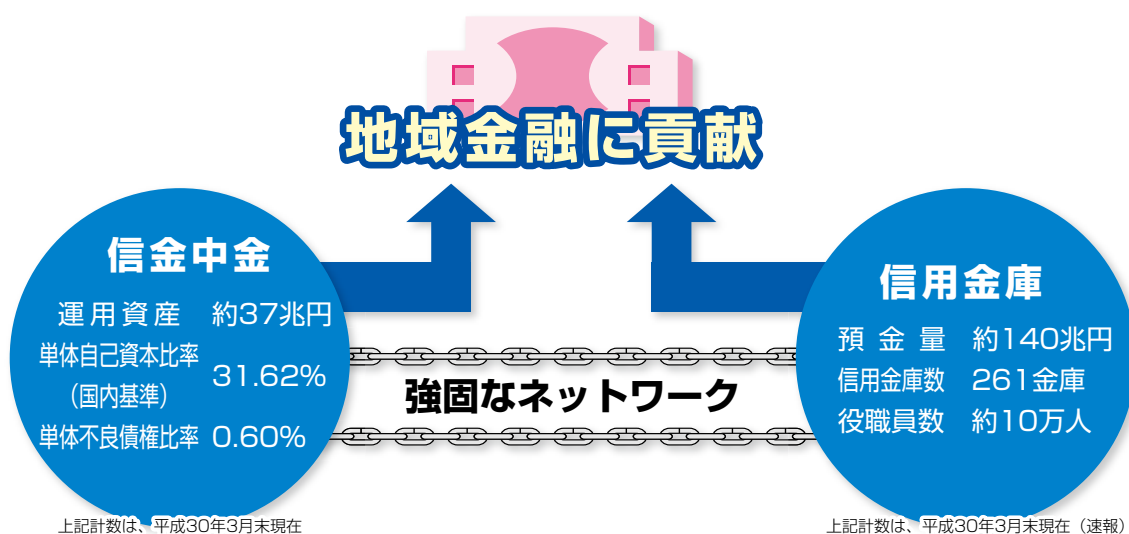 地域金融に貢献
信金中金
運用資産 約37兆円
単体自己資本比率
(国内基準)
31.62%
単体不良債権比率 0.60%
上記計数は、平成30年3月末現在
強固なネットワーク
信用金庫
預金量 約140兆円
信用金庫数 261金庫
役職員数 約10万人
上記計数は、平成30年3月末現在（速報）